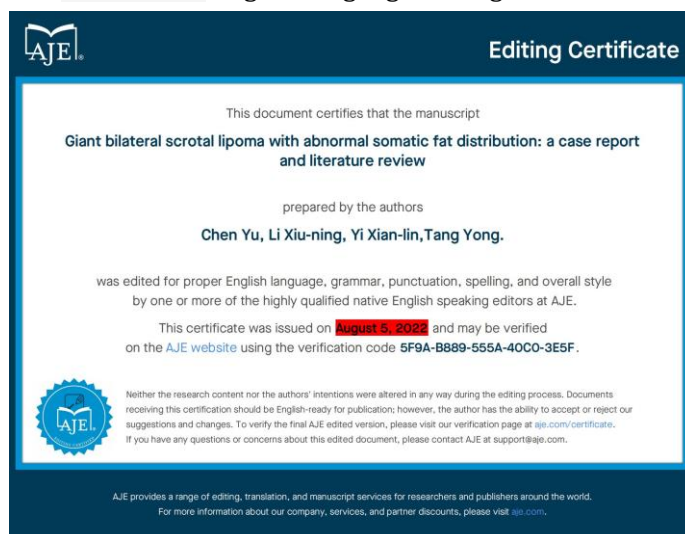 AJE.
Editing Certificate
This document certifies that the manuscript
Giant bilateral scrotal lipoma with abnormal somatic fat distribution: a case report
and literature review
prepared by the authors
Chen Yu, Li Xiu-ning, Yi Xian-lin,Tang Yong.
was edited for proper English language, grammar, punctuation, spelling, and overall style
by one or more of the highly qualified native English speaking editors at AJE.
This certificate was issued on August 5, 2022 and may be verified
on the AJE website using the verification code 5F9A-B889-555A-40C0-3E5F.
Neither the research content nor the authors' intentions were altered in any way during the editing process. Documents
receiving this certification should be English-ready for publication; however, the author has the ability to accept or reject our
suggestions and changes. To verify the final AJE edited version, please visit our verification page at aje.com/certificate.
If you have any questions or concerns about this edited document, please contact AJE at support@aje.com.
AJE.
AJE provides a range of editing, translation, and manuscript services for researchers and publishers around the world.
For more information about our company, services, and partner discounts, please visit aje.com.